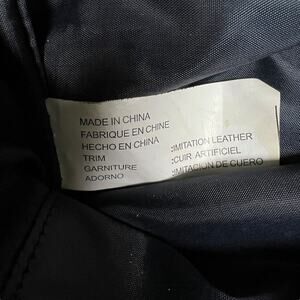 MADE IN CHINA
FABRIQUE EN CHINE
HECHO EN CHINA
TRIM :IMITATION LEATHER
GARNITURE :CUIR ARTIFICIEL
ADORNO :IMITACION DE CUERO